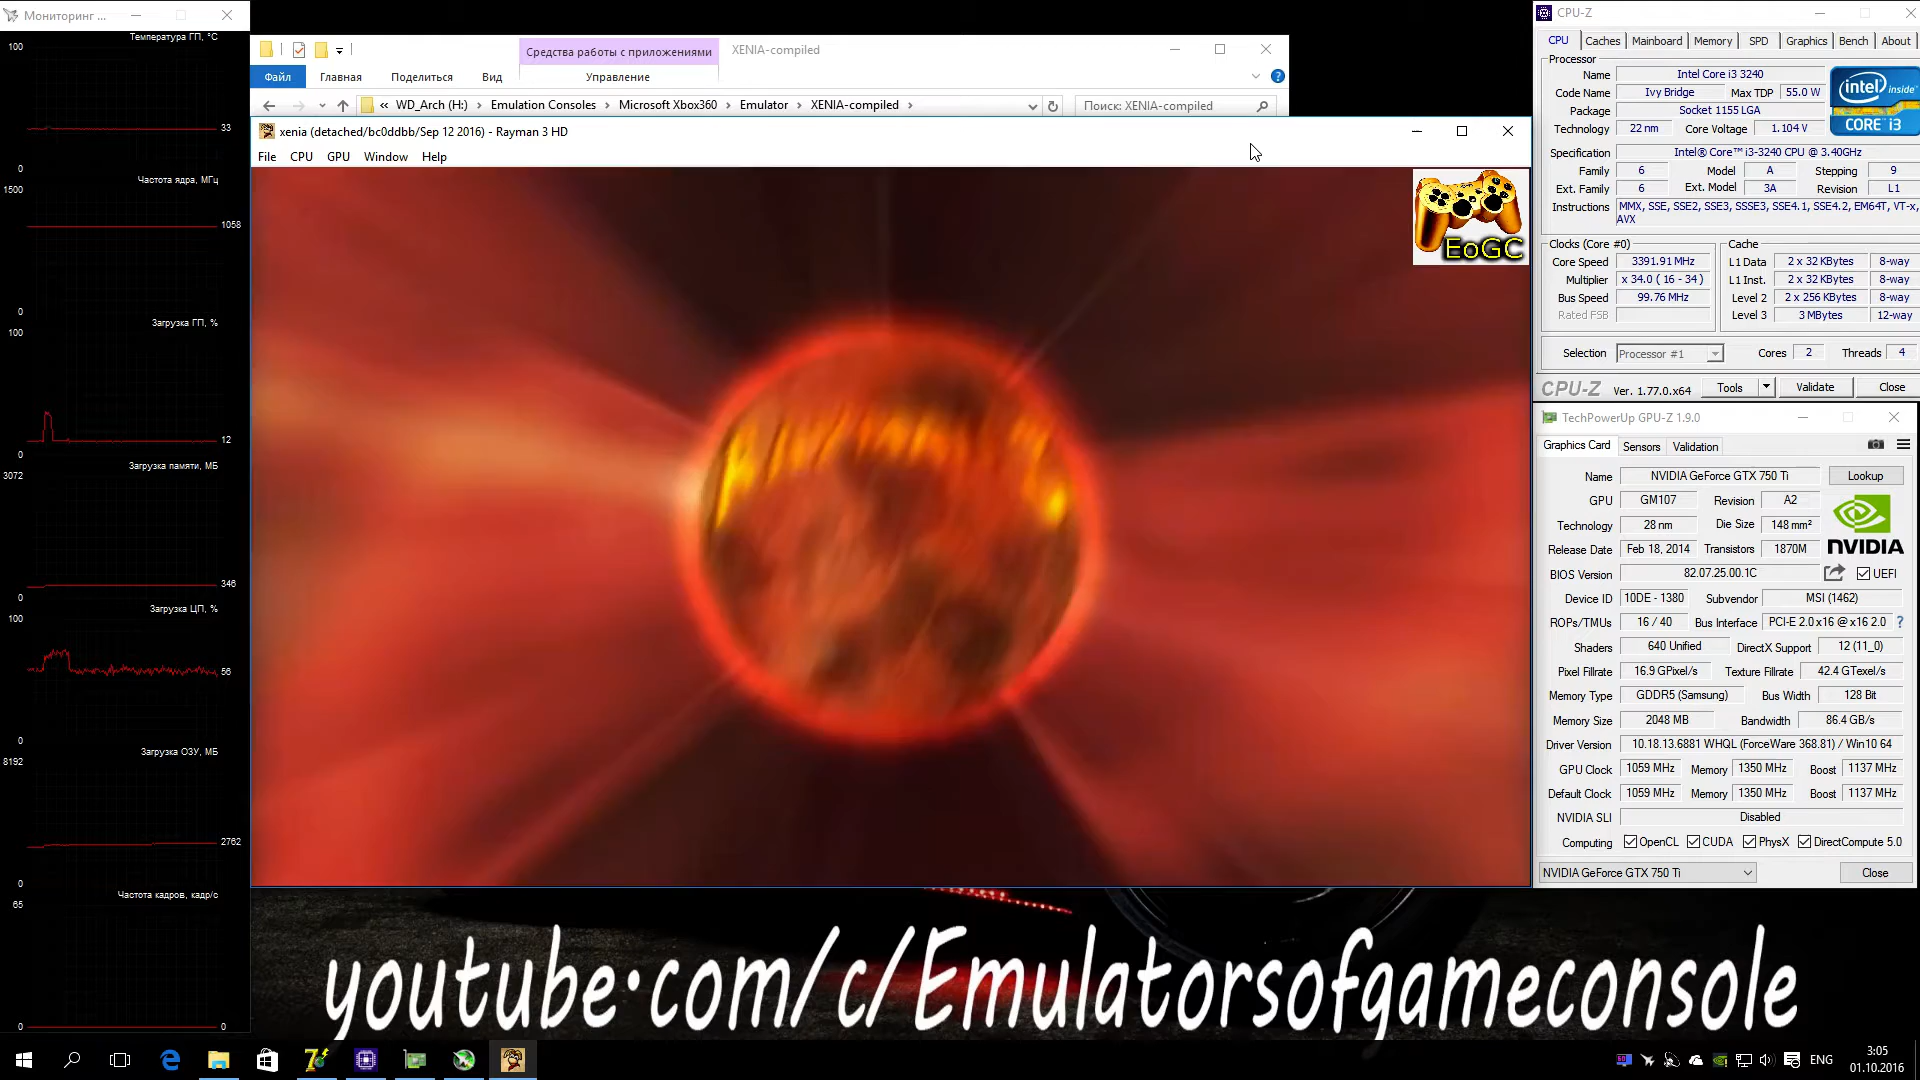 Мониторинг ...
Температура ГП, °C
100
33
0
Частота ядра, МГц
1500
1058
0
Загрузка ГП, %
100
12
0
Загрузка памяти, МБ
3072
346
0
Загрузка ЦП, %
100
56
0
Загрузка ОЗУ, МБ
8192
2762
0
Частота кадров, кадр/с
65
0
0
Средства работы с приложениями
XENIA-compiled
Файл
Главная
Поделиться
Вид
Управление
« WD_Arch (H:) Emulation Consoles Microsoft Xbox360 Emulator XENIA-compiled
Поиск: XENIA-compiled
xenia (detached/bc0ddbb/Sep 12 2016) - Rayman 3 HD
File CPU GPU Window Help
EoGC
CPU-Z
CPU Caches Mainboard Memory SPD Graphics Bench About
Processor
Name Intel Core i3 3240
Code Name Ivy Bridge Max TDP 55.0 W
Package Socket 1155 LGA
Technology 22 nm Core Voltage 1.104 V
intel inside
CORE i3
Specification Intel® Core™ i3-3240 CPU @ 3.40GHz
Family 6 Model A Stepping 9
Ext. Family 6 Ext. Model 3A Revision L1
Instructions MMX, SSE, SSE2, SSE3, SSSE3, SSE4.1, SSE4.2, EM64T, VT-x,
AVX
Clocks (Core #0)
Core Speed 3391.91 MHz
Multiplier x 34.0 ( 16 - 34 )
Bus Speed 99.76 MHz
Rated FSB
Cache
L1 Data 2 x 32 KBytes 8-way
L1 Inst. 2 x 32 KBytes 8-way
Level 2 2 x 256 KBytes 8-way
Level 3 3 MBytes 12-way
Selection Processor #1 Cores 2 Threads 4
CPU-Z Ver. 1.77.0.x64 Tools Validate Close
TechPowerUp GPU-Z 1.9.0
Graphics Card Sensors Validation
Name NVIDIA GeForce GTX 750 Ti Lookup
GPU GM107 Revision A2
Technology 28 nm Die Size 148 mm²
Release Date Feb 18, 2014 Transistors 1870M
NVIDIA
BIOS Version 82.07.25.00.1C UEFI
Device ID 10DE - 1380 Subvendor MSI (1462)
ROPs/TMUs 16 / 40 Bus Interface PCI-E 2.0 x16 @ x16 2.0 ?
Shaders 640 Unified DirectX Support 12 (11_0)
Pixel Fillrate 16.9 GPixel/s Texture Fillrate 42.4 GTexel/s
Memory Type GDDR5 (Samsung) Bus Width 128 Bit
Memory Size 2048 MB Bandwidth 86.4 GB/s
Driver Version 10.18.13.6881 WHQL (ForceWare 368.81) / Win10 64
GPU Clock 1059 MHz Memory 1350 MHz Boost 1137 MHz
Default Clock 1059 MHz Memory 1350 MHz Boost 1137 MHz
NVIDIA SLI Disabled
Computing OpenCL CUDA PhysX DirectCompute 5.0
NVIDIA GeForce GTX 750 Ti Close
youtube.com/c/Emulatorsofgameconsole
ENG
3:05
01.10.2016